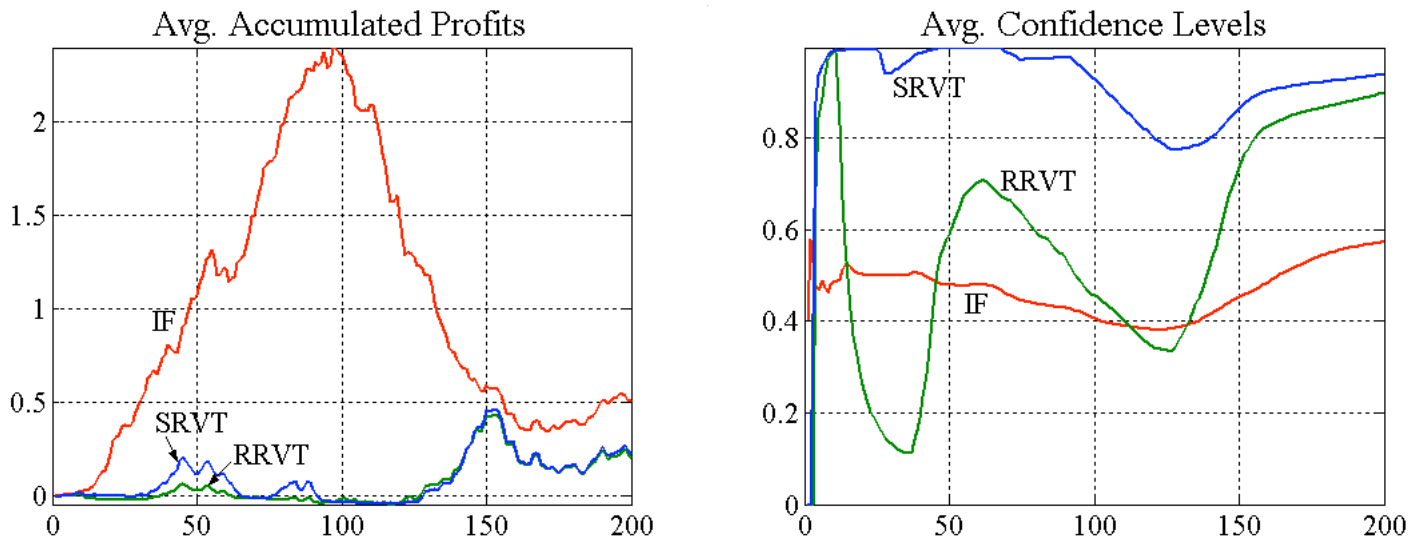 Avg. Accumulated Profits
2
1.5
1
0.5
0
IF
SRVT
RRVT
0 50 100 150 200
Avg. Confidence Levels
0.8
0.6
0.4
0.2
0
SRVT
RRVT
IF
0 50 100 150 200